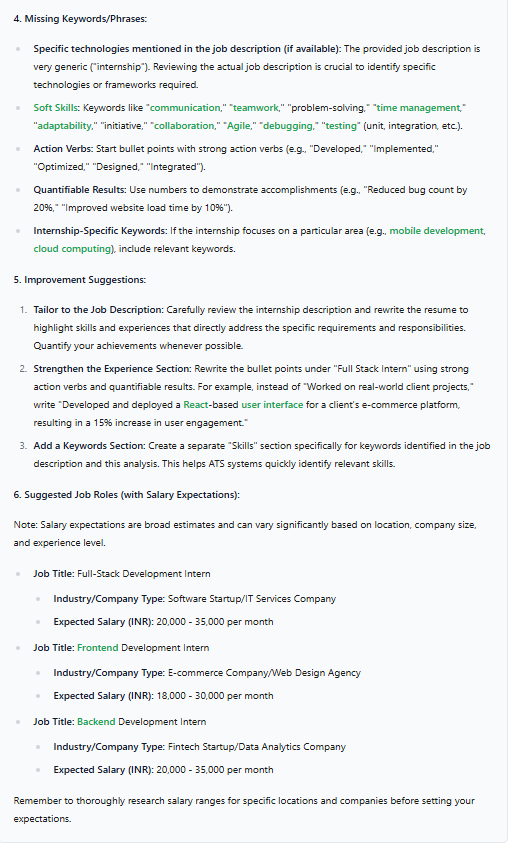 4. Missing Keywords/Phrases:
Specific technologies mentioned in the job description (if available): The provided job description is
very generic ("internship"). Reviewing the actual job description is crucial to identify specific
technologies or frameworks required.
Soft Skills: Keywords like "communication," "teamwork," "problem-solving," "time management,"
"adaptability," "initiative," "collaboration," "Agile," "debugging," "testing" (unit, integration, etc.).
Action Verbs: Start bullet points with strong action verbs (e.g., "Developed," "Implemented,"
"Optimized," "Designed," "Integrated").
Quantifiable Results: Use numbers to demonstrate accomplishments (e.g., "Reduced bug count by
20%," "Improved website load time by 10%").
Internship-Specific Keywords: If the internship focuses on a particular area (e.g., mobile development,
cloud computing), include relevant keywords.
5. Improvement Suggestions:
1. Tailor to the Job Description: Carefully review the internship description and rewrite the resume to
highlight skills and experiences that directly address the specific requirements and responsibilities.
Quantify your achievements whenever possible.
2. Strengthen the Experience Section: Rewrite the bullet points under "Full Stack Intern" using strong
action verbs and quantifiable results. For example, instead of "Worked on real-world client projects,"
write "Developed and deployed a React-based user interface for a client's e-commerce platform,
resulting in a 15% increase in user engagement."
3. Add a Keywords Section: Create a separate "Skills" section specifically for keywords identified in the job
description and this analysis. This helps ATS systems quickly identify relevant skills.
6. Suggested Job Roles (with Salary Expectations):
Note: Salary expectations are broad estimates and can vary significantly based on location, company size,
and experience level.
Job Title: Full-Stack Development Intern
Industry/Company Type: Software Startup/IT Services Company
Expected Salary (INR): 20,000 - 35,000 per month
Job Title: Frontend Development Intern
Industry/Company Type: E-commerce Company/Web Design Agency
Expected Salary (INR): 18,000 - 30,000 per month
Job Title: Backend Development Intern
Industry/Company Type: Fintech Startup/Data Analytics Company
Expected Salary (INR): 20,000 - 35,000 per month
Remember to thoroughly research salary ranges for specific locations and companies before setting your
expectations.